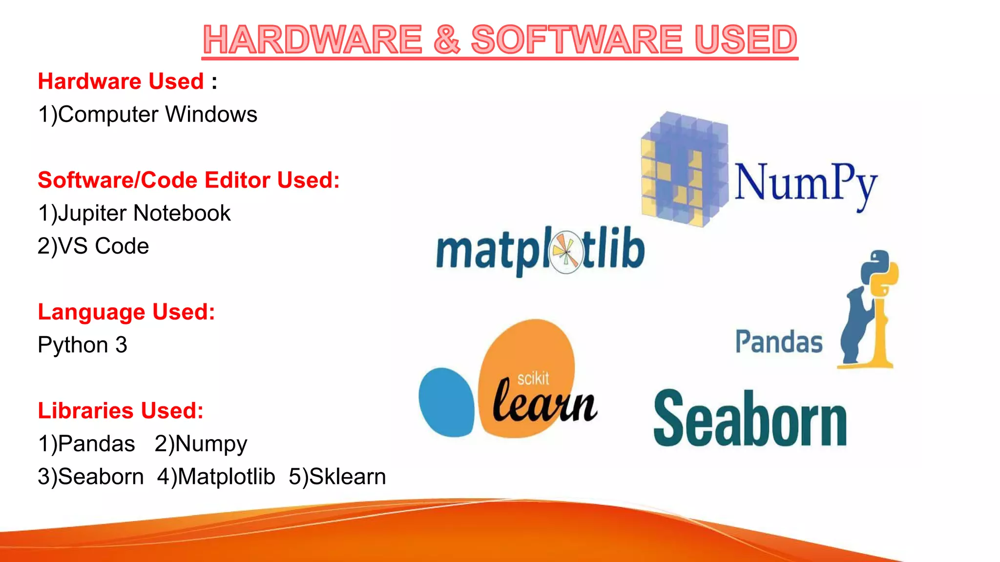 HARDWARE & SOFTWARE USED
Hardware Used :
1)Computer Windows
Software/Code Editor Used:
1)Jupiter Notebook
2)VS Code
Language Used:
Python 3
Libraries Used:
1)Pandas 2)Numpy
3)Seaborn 4)Matplotlib 5)Sklearn
NumPy
matplotlib
Pandas
scikit
learn
Seaborn